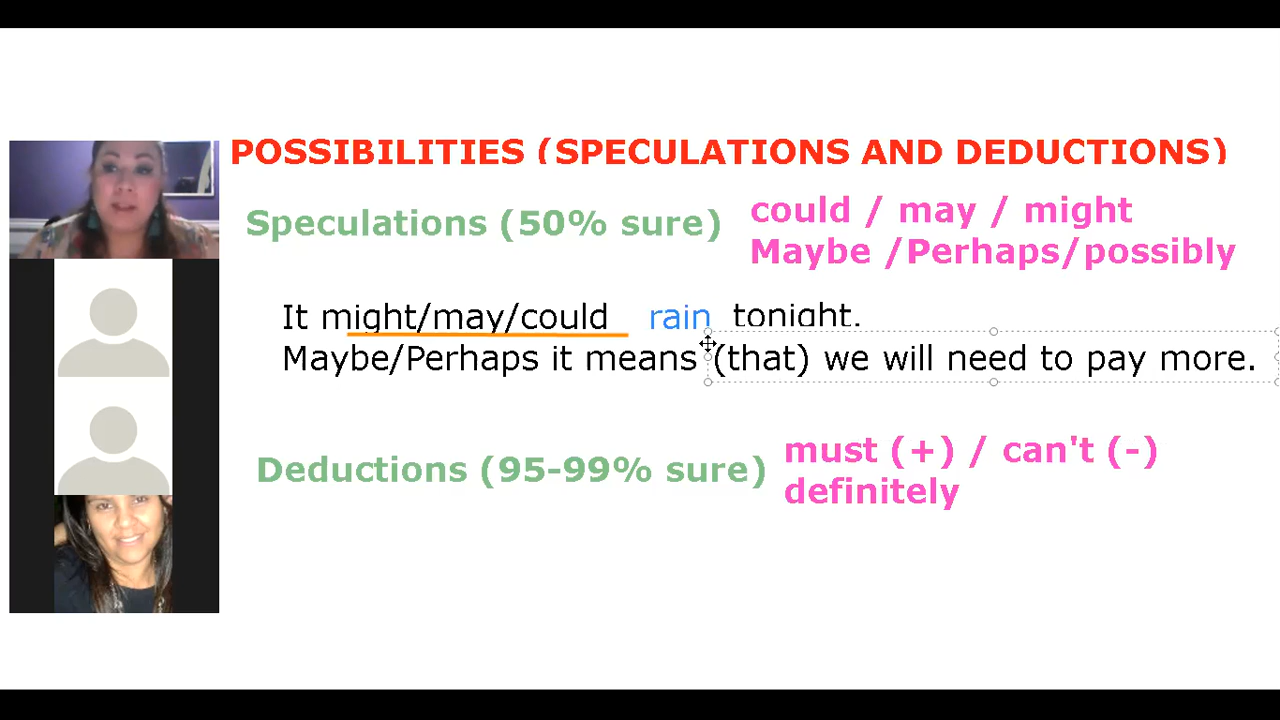 POSSIBILITIES (SPECULATIONS AND DEDUCTIONS)
Speculations (50% sure)
could / may / might
Maybe /Perhaps/possibly
It might/may/could rain tonight.
Maybe/Perhaps it means (that) we will need to pay more.
Deductions (95-99% sure)
must (+) / can't (-)
definitely